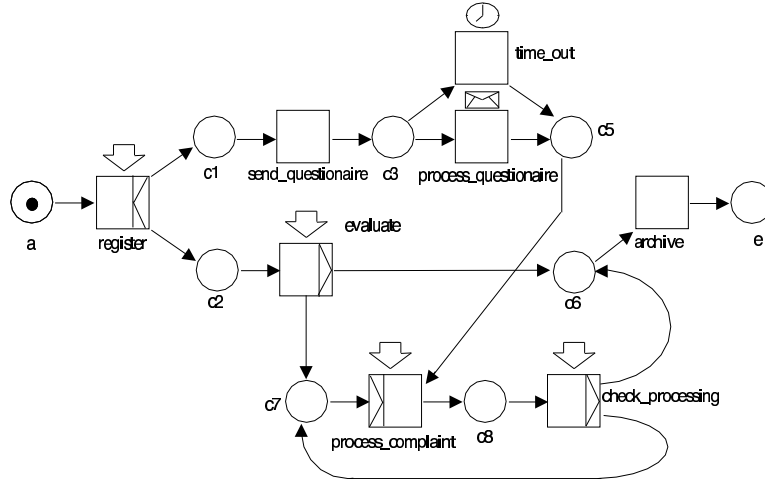 time_out
c1
send_questionaire
c3
process_questionaire
c5
a
register
evaluate
archive
e
c2
c6
c7
process_complaint
c8
check_processing